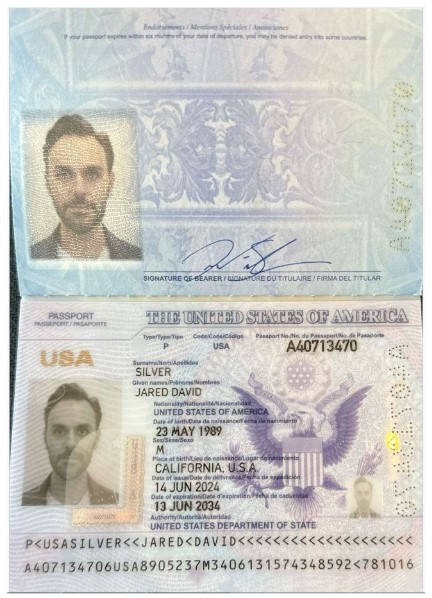 Endorsements / Mentions Spéciales / Anotaciones
If your passport expires within six months of your date of departure, you may be denied entry into some countries.
A40713470
SIGNATURE OF BEARER / SIGNATURE DU TITULAIRE / FIRMA DEL TITULAR
PASSPORT
PASSEPORT / PASAPORTE
THE UNITED STATES OF AMERICA
USA
Type/Type/Tipo Code/Code/Código Passport No./No. du Passeport/No. de Pasaporte
P USA A40713470
Surname/Nom/Apellidos
SILVER
Given names/Prénoms/Nombres
JARED DAVID
Nationality/Nationalité/Nacionalidad
UNITED STATES OF AMERICA
Date of birth/Date de naissance/Fecha de nacimiento
23 MAY 1989
Sex/Sexe/Sexo
M
Place of birth/Lieu de naissance/Lugar de nacimiento
CALIFORNIA, U.S.A.
Date of issue/Date de délivrance/Fecha de expedición
14 JUN 2024
Date of expiration/Date d'expiration/Fecha de caducidad
13 JUN 2034
Authority/Autorité/Autoridad
UNITED STATES DEPARTMENT OF STATE
P<USASILVER<<JARED<DAVID<<<<<<<<<<<<<<<<<<<<
A407134706USA8905237M3406131574348592<781016